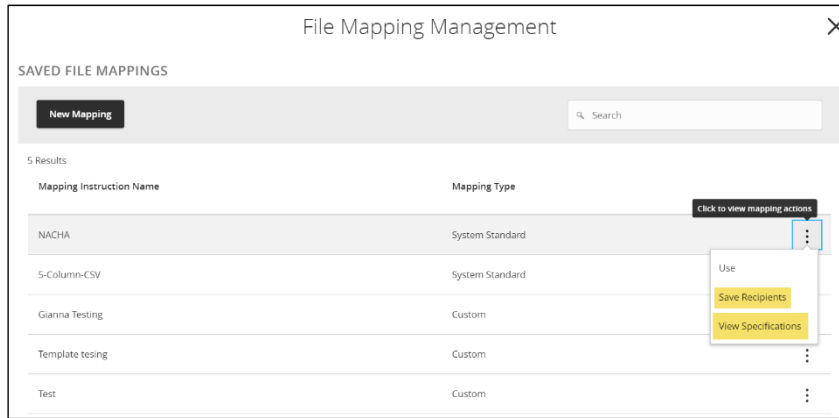 File Mapping Management
SAVED FILE MAPPINGS
New Mapping
Search
5 Results
Mapping Instruction Name Mapping Type
Click to view mapping actions
NACHA System Standard
Use
5-Column-CSV System Standard
Save Recipients
Gianna Testing Custom
View Specifications
Template tesing Custom
Test Custom